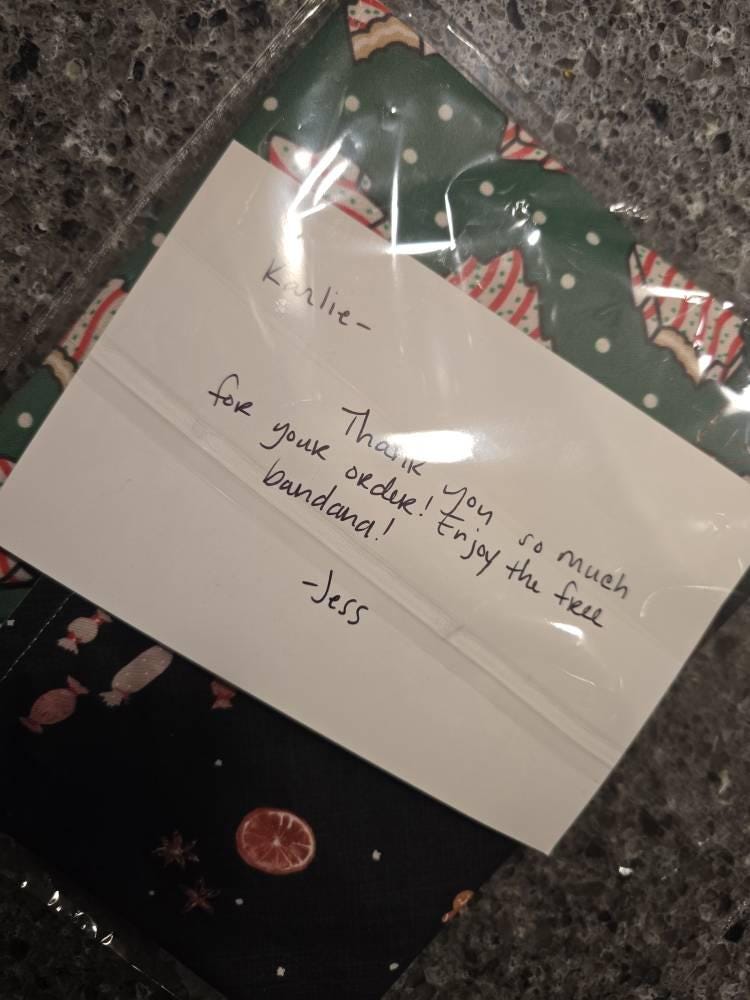 Karlie-
Thank you so much
for your order! Enjoy the free
bandana!
-Jess